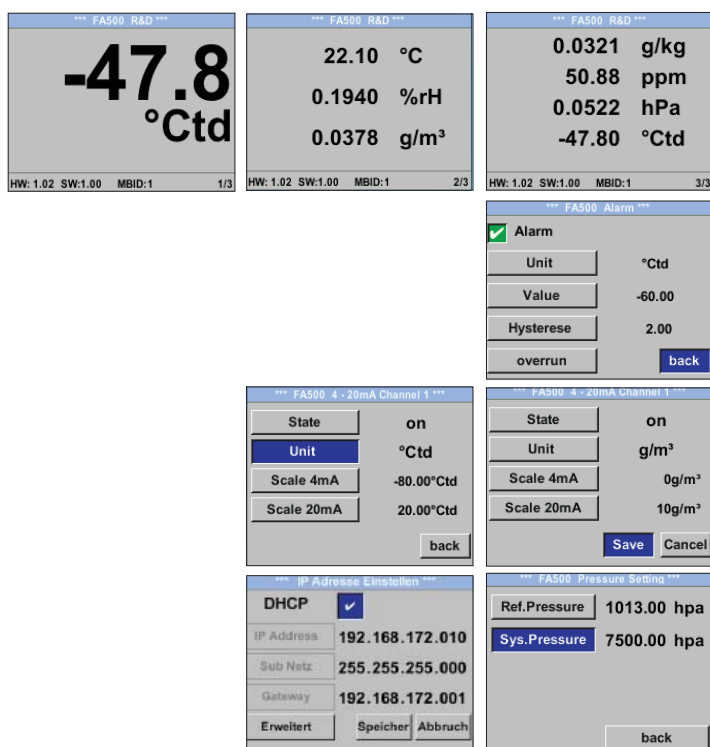 *** FA500 R&D ***
-47.8
°Ctd
HW: 1.02 SW:1.00 MBID:1 1/3
*** FA500 R&D ***
22.10 °C
0.1940 %rH
0.0378 g/m³
HW: 1.02 SW:1.00 MBID:1 2/3
*** FA500 R&D ***
0.0321 g/kg
50.88 ppm
0.0522 hPa
-47.80 °Ctd
HW: 1.02 SW:1.00 MBID:1 3/3
*** FA500 Alarm ***
Alarm
Unit °Ctd
Value -60.00
Hysterese 2.00
overrun back
*** FA500 4 - 20mA Channel 1 ***
State on
Unit °Ctd
Scale 4mA -80.00°Ctd
Scale 20mA 20.00°Ctd
back
*** FA500 4 - 20mA Channel 1 ***
State on
Unit g/m³
Scale 4mA 0g/m³
Scale 20mA 10g/m³
Save Cancel
*** IP Adresse Einstellen ***
DHCP
IP Address 192.168.172.010
Sub Netz 255.255.255.000
Gateway 192.168.172.001
Erweitert Speicher Abbruch
*** FA500 Pressure Setting ***
Ref.Pressure 1013.00 hpa
Sys.Pressure 7500.00 hpa
back